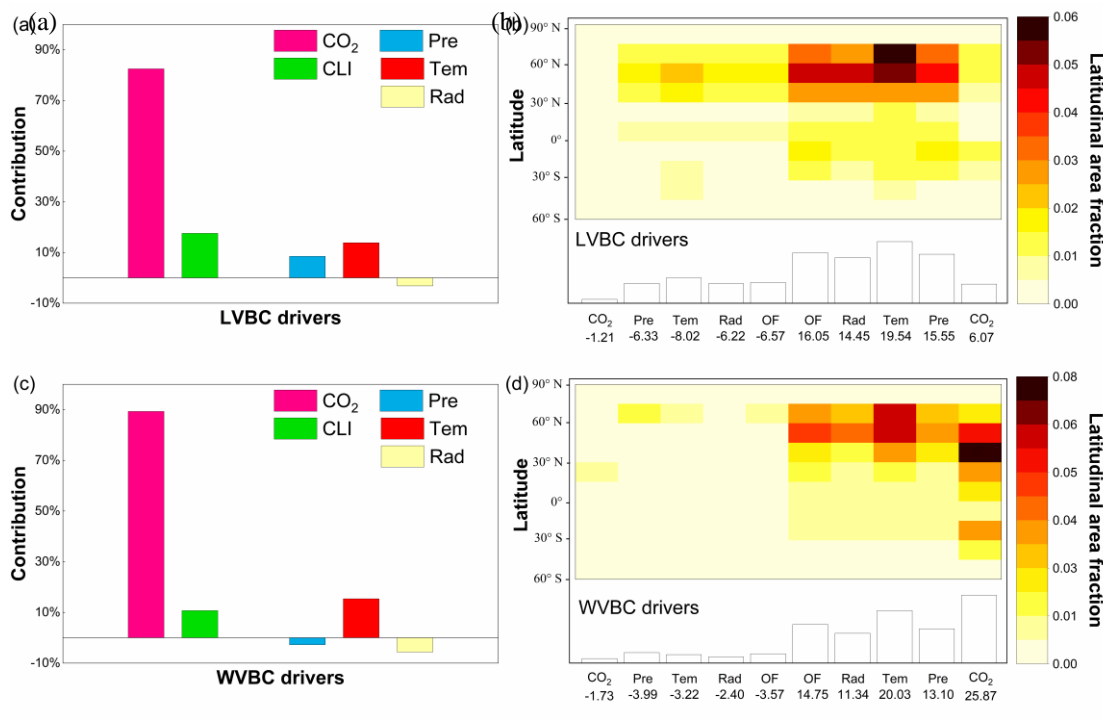 (a) (a)
90%
70%
50%
30%
10%
-10%
Contribution
CO₂
CLI
Pre
Tem
Rad
LVBC drivers
(b) (b)
90° N
60° N
30° N
0°
30° S
60° S
Latitude
LVBC drivers
CO₂ Pre Tem Rad OF OF Rad Tem Pre CO₂
-1.21 -6.33 -8.02 -6.22 -6.57 16.05 14.45 19.54 15.55 6.07
0.06
0.05
0.04
0.03
0.02
0.01
0.00
Latitudinal area fraction
(c)
90%
70%
50%
30%
10%
-10%
Contribution
CO₂
CLI
Pre
Tem
Rad
WVBC drivers
(d)
90° N
60° N
30° N
0°
30° S
60° S
Latitude
WVBC drivers
CO₂ Pre Tem Rad OF OF Rad Tem Pre CO₂
-1.73 -3.99 -3.22 -2.40 -3.57 14.75 11.34 20.03 13.10 25.87
0.08
0.06
0.05
0.04
0.03
0.01
0.00
Latitudinal area fraction